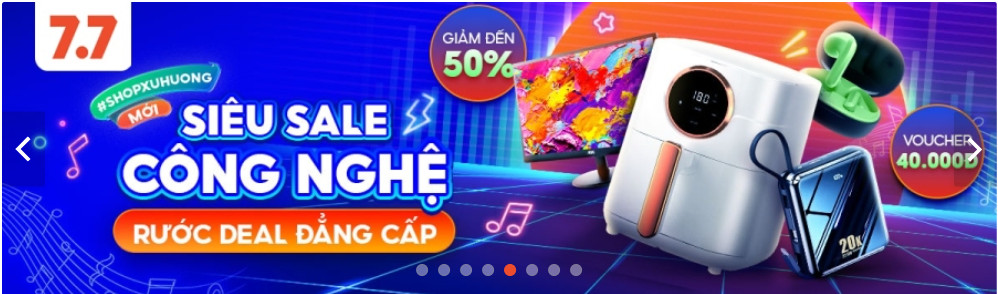 7.7
GIẢM ĐẾN
50%
#SHOPXUHUONG
MỚI
SIÊU SALE
CÔNG NGHỆ
RƯỚC DEAL ĐẲNG CẤP
180
VOUCHER
40.000Đ
20K